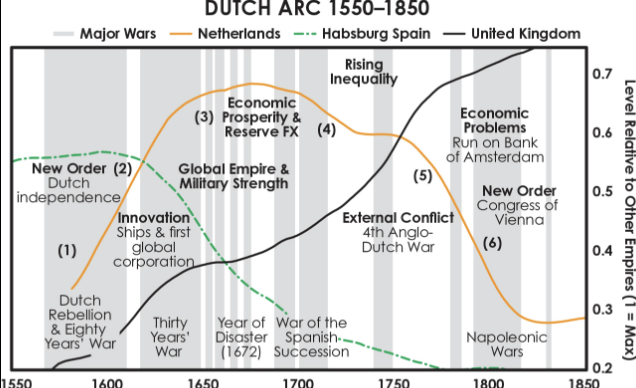 DUTCH ARC 1550–1850
Major Wars
Netherlands
Habsburg Spain
United Kingdom
Rising
Inequality
(3)
Economic
Prosperity &
Reserve FX
(4)
Economic
Problems
Run on Bank
of Amsterdam
New Order (2)
Dutch
independence
Global Empire &
Military Strength
(5)
New Order
Congress of
Vienna
Innovation
Ships & first
global
corporation
External Conflict
4th Anglo-
Dutch War
(1)
(6)
Dutch
Rebellion
& Eighty
Years' War
Thirty
Years'
War
Year of
Disaster
(1672)
War of the
Spanish
Succession
Napoleonic
Wars
0.7
0.6
0.5
0.4
0.3
0.2
Level Relative to Other Empires (1 = Max)
1550
1600
1650
1700
1750
1800
1850